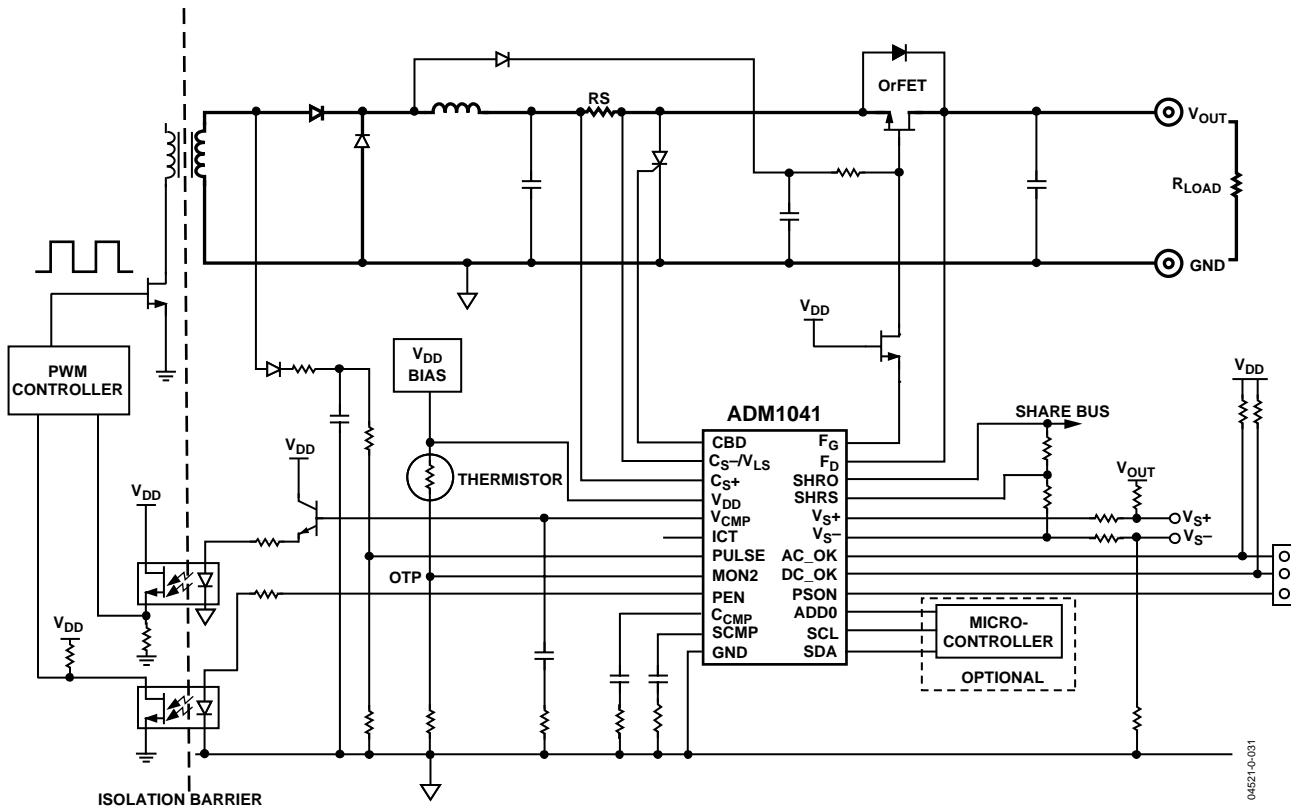 RS
OrFET
VOUT
RLOAD
GND
PWM
CONTROLLER
VDD
BIAS
VDD
ADM1041
SHARE BUS
VDD
VDD
THERMISTOR
VOUT
VDD
CBD
CS–/VLS
CS+
VDD
VCMP
ICT
PULSE
MON2
PEN
CCMP
SCMP
GND
FG
FD
SHRO
SHRS
VS+
VS–
AC_OK
DC_OK
PSON
ADD0
SCL
SDA
VS+
VS–
OTP
VDD
MICRO-
CONTROLLER
OPTIONAL
ISOLATION BARRIER
04521-0-031